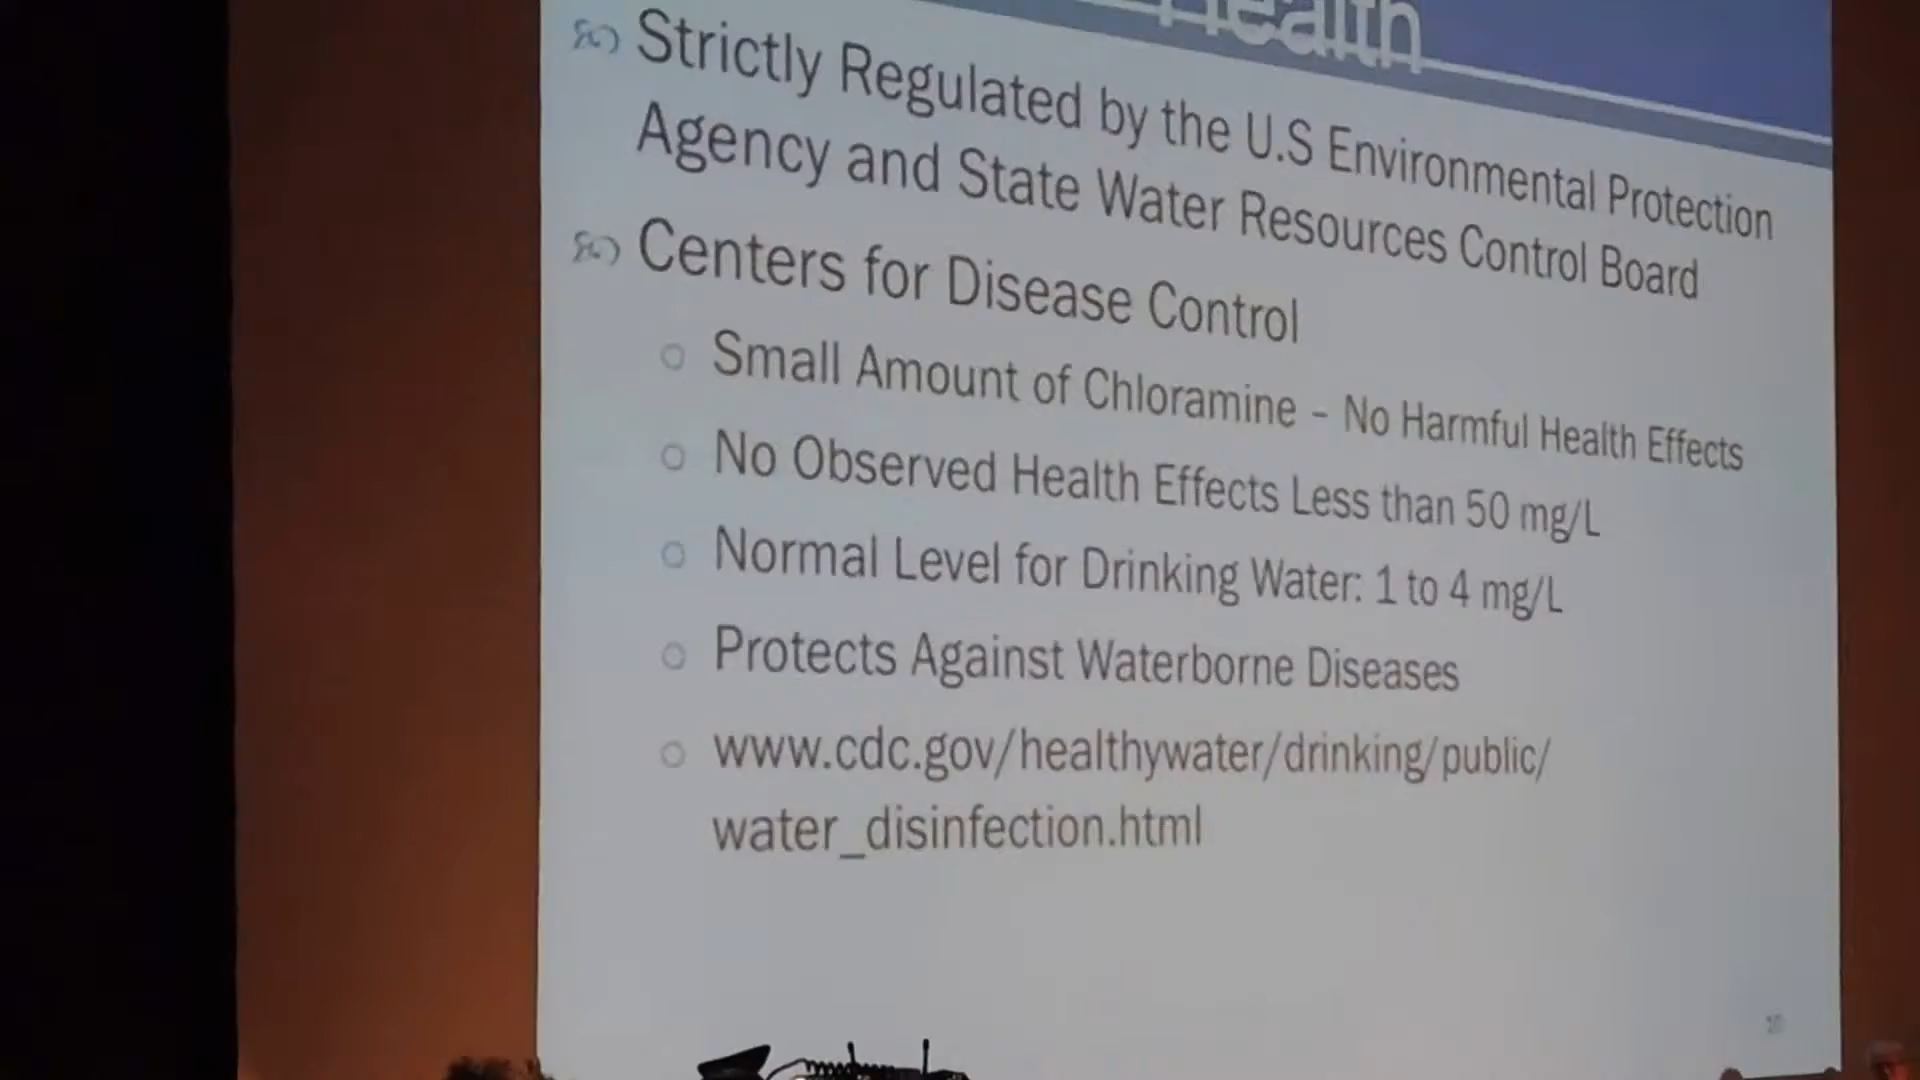 Health
Strictly Regulated by the U.S Environmental Protection
Agency and State Water Resources Control Board
Centers for Disease Control
Small Amount of Chloramine – No Harmful Health Effects
No Observed Health Effects Less than 50 mg/L
Normal Level for Drinking Water: 1 to 4 mg/L
Protects Against Waterborne Diseases
www.cdc.gov/healthywater/drinking/public/
water_disinfection.html